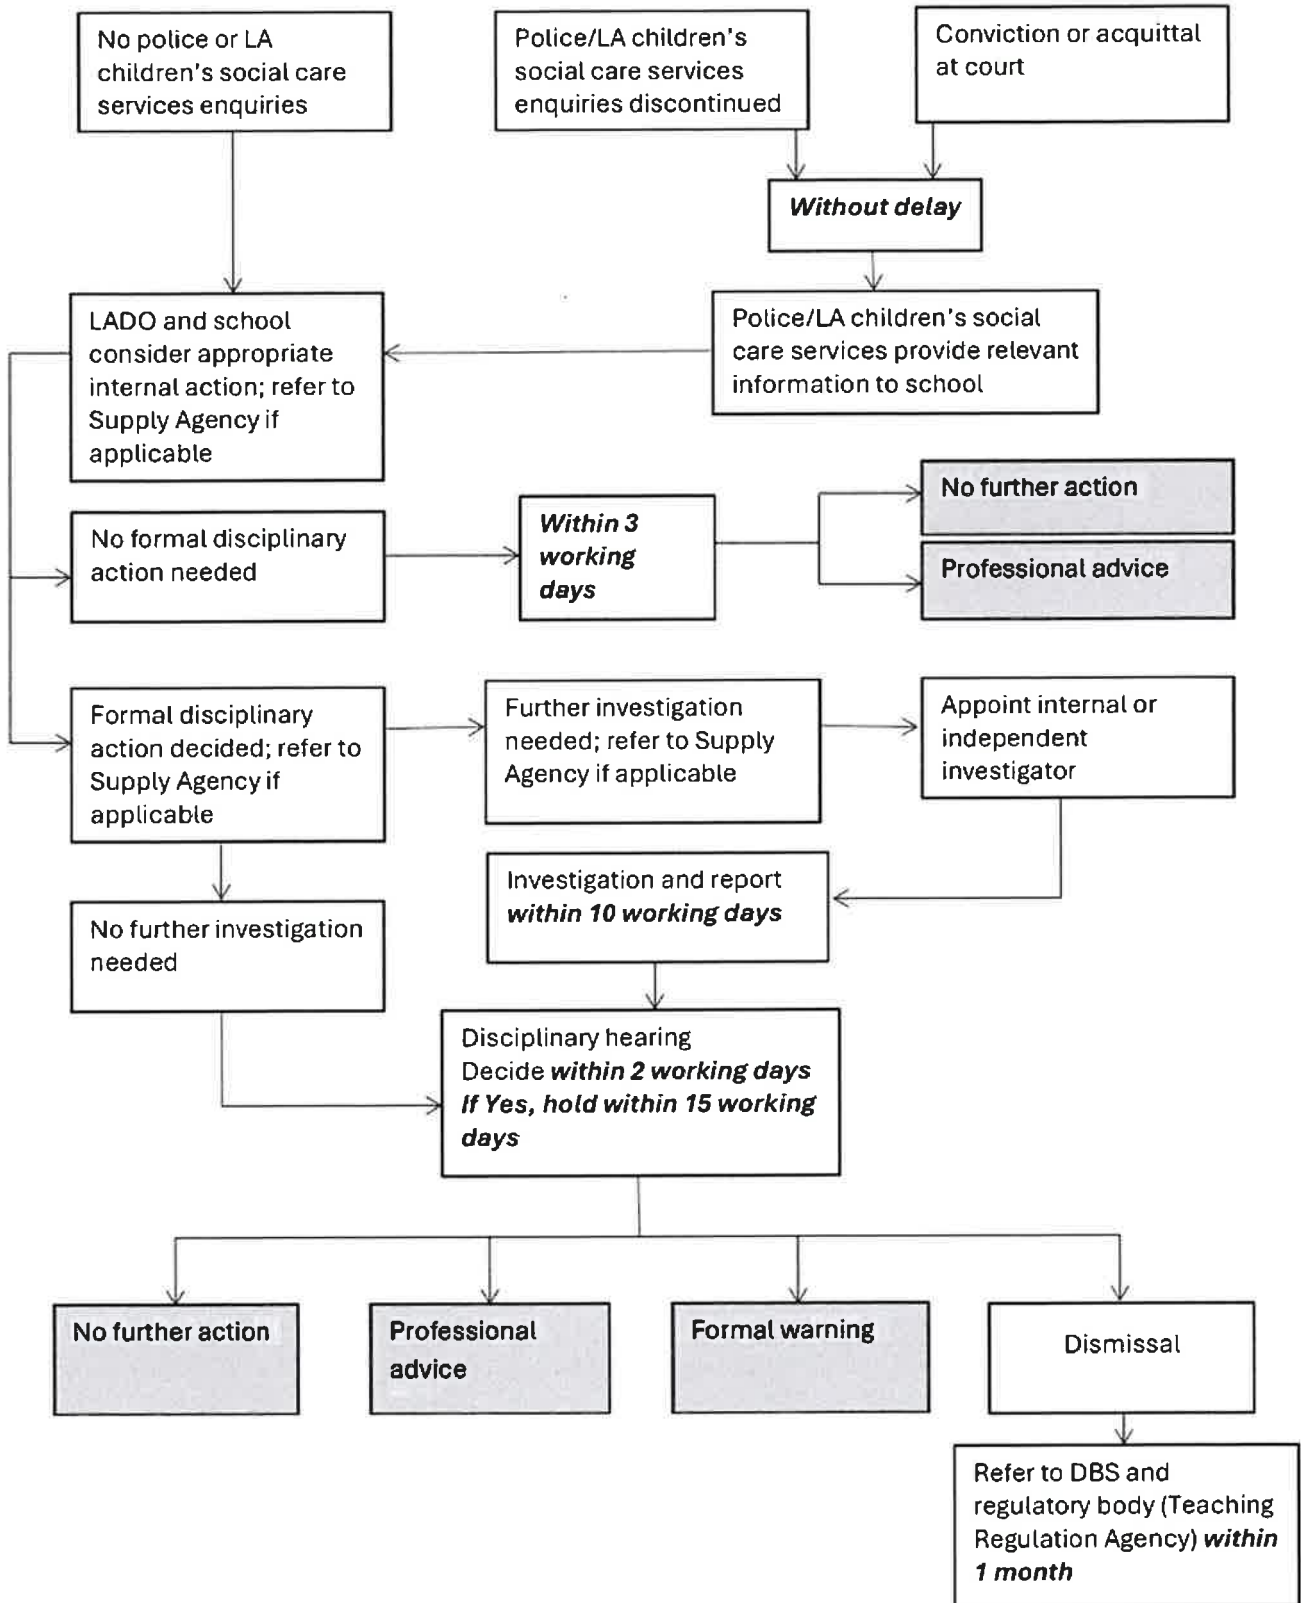 No police or LA
children's social care
services enquiries
Police/LA children's
social care services
enquiries discontinued
Conviction or acquittal
at court
Without delay
LADO and school
consider appropriate
internal action; refer to
Supply Agency if
applicable
Police/LA children's social
care services provide relevant
information to school
No formal disciplinary
action needed
Within 3
working
days
No further action
Professional advice
Formal disciplinary
action decided; refer to
Supply Agency if
applicable
Further investigation
needed; refer to Supply
Agency if applicable
Appoint internal or
independent
investigator
Investigation and report
within 10 working days
No further investigation
needed
Disciplinary hearing
Decide within 2 working days
If Yes, hold within 15 working
days
No further action
Professional
advice
Formal warning
Dismissal
Refer to DBS and
regulatory body (Teaching
Regulation Agency) within
1 month